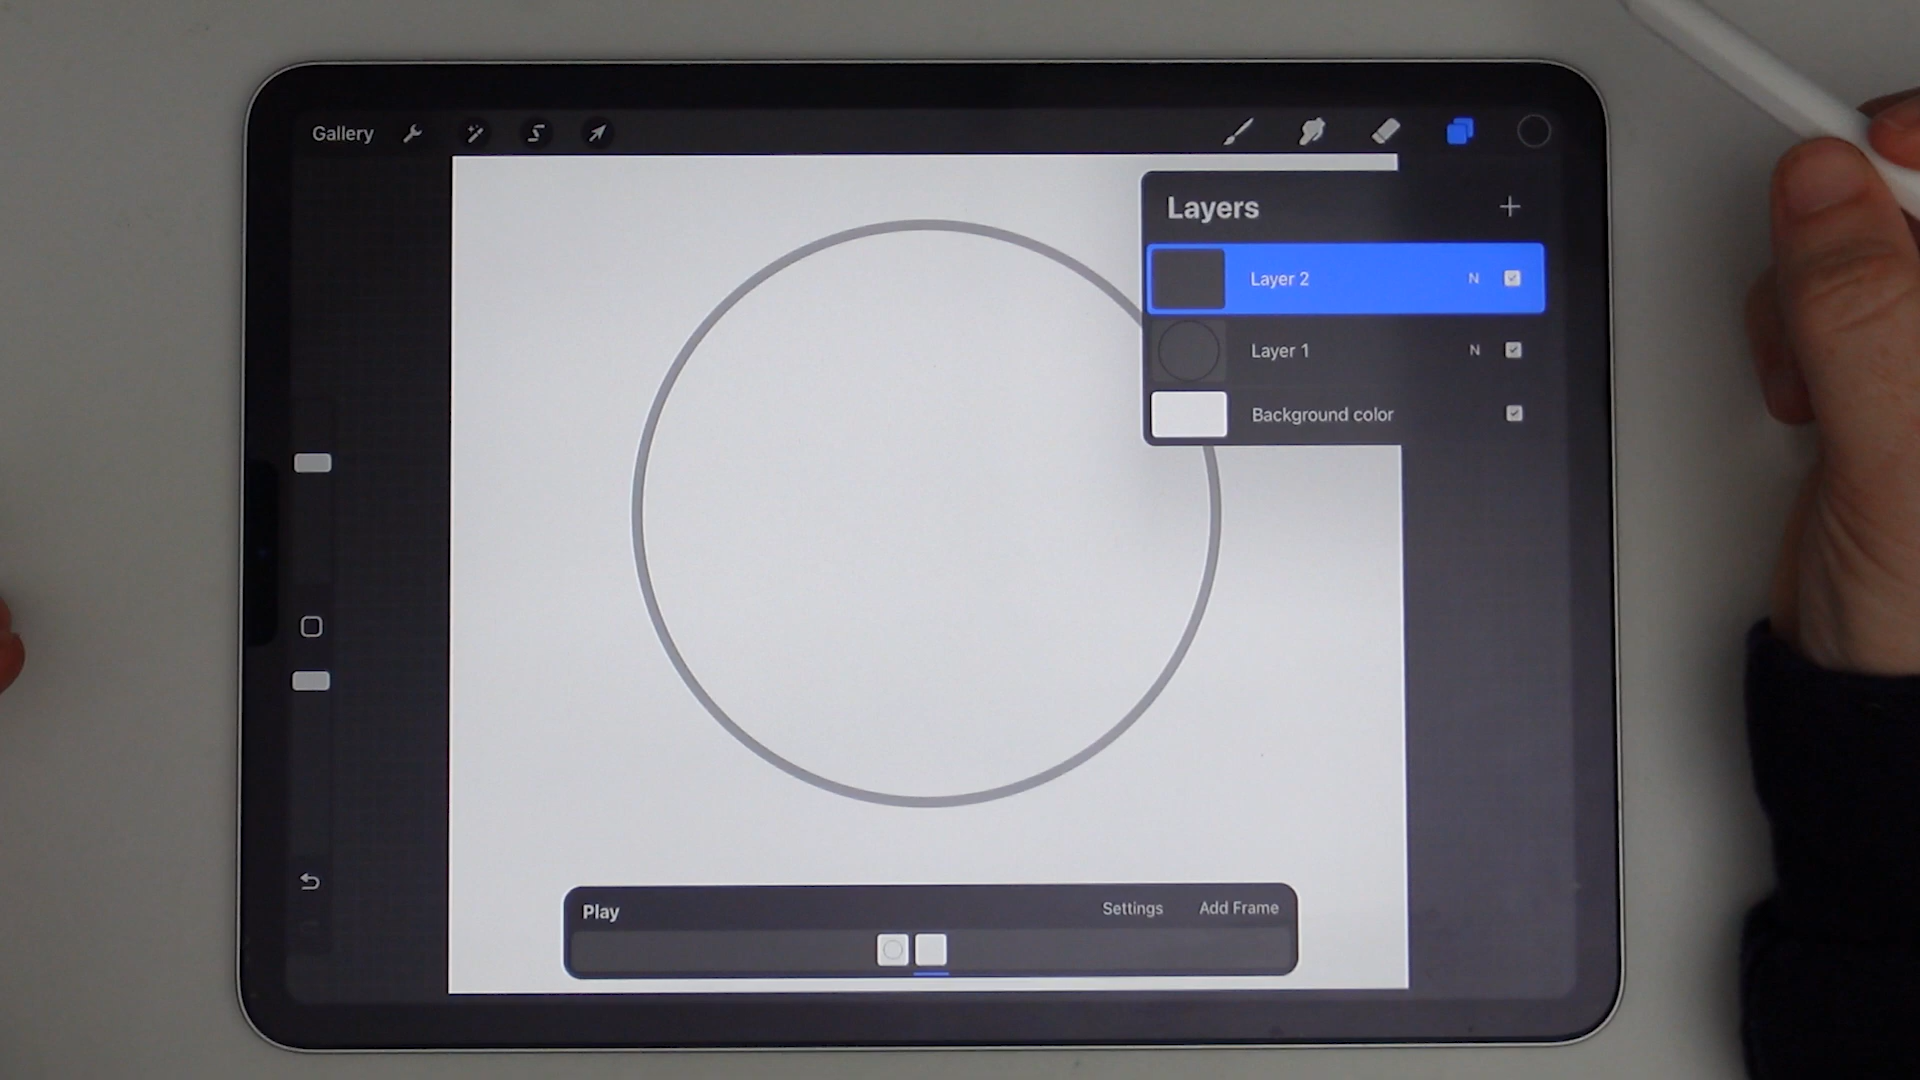 Gallery
Layers
Layer 2 N
Layer 1 N
Background color
Play Settings Add Frame